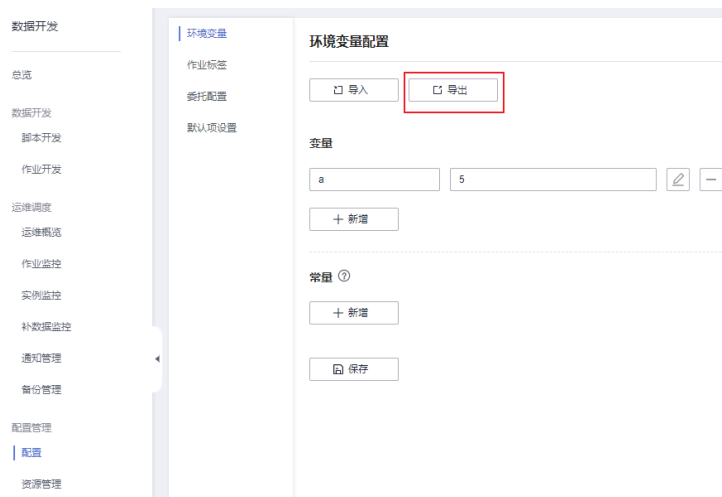 数据开发
总览
数据开发
脚本开发
作业开发
运维调度
运维概览
作业监控
实例监控
补数据监控
通知管理
备份管理
配置管理
配置
资源管理
环境变量
作业标签
委托配置
默认项设置
环境变量配置
导入 导出
变量
a 5
新增
常量
新增
保存